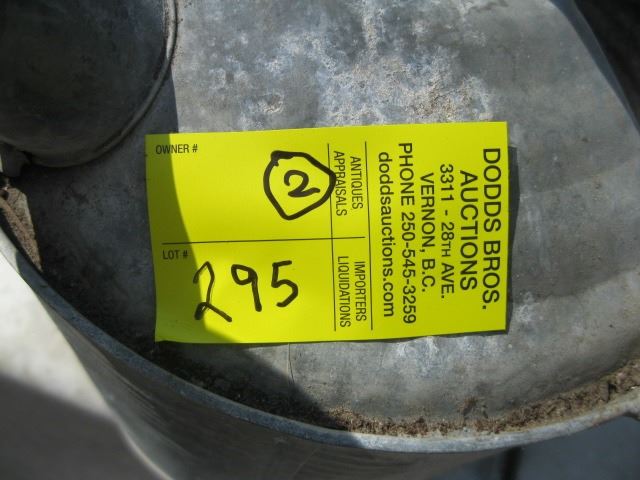 DODDS BROS.
AUCTIONS
3311 - 28TH AVE.
VERNON, B.C.
PHONE 250-545-3259
doddsauctions.com
ANTIQUES
APPRAISALS
IMPORTERS
LIQUIDATIONS
OWNER #
2
LOT #
295